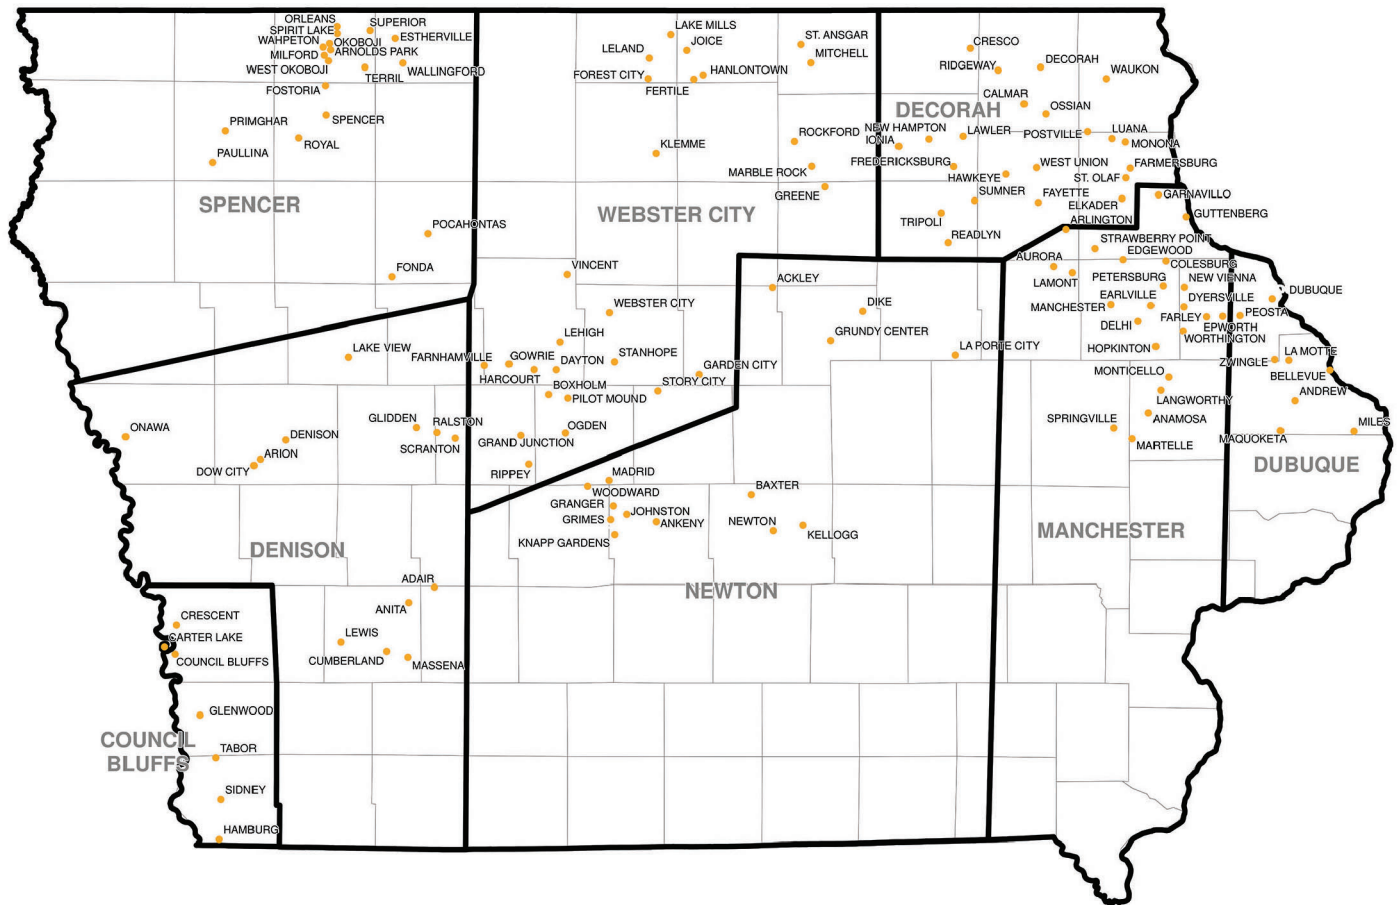 ORLEANS
SUPERIOR
SPIRIT LAKE
ESTHERVILLE
WAHPETON
OKOBOJI
ARNOLDS PARK
MILFORD
WEST OKOBOJI
WALLINGFORD
TERRIL
FOSTORIA
SPENCER
PRIMGHAR
ROYAL
PAULLINA
SPENCER
POCAHONTAS
FONDA
LAKE MILLS
JOICE
ST. ANSGAR
LELAND
MITCHELL
FOREST CITY
HANLONTOWN
FERTILE
ROCKFORD
KLEMME
MARBLE ROCK
GREENE
WEBSTER CITY
VINCENT
WEBSTER CITY
LEHIGH
FARNHAMVILLE
GOWRIE
DAYTON
STANHOPE
HARCOURT
GARDEN CITY
BOXHOLM
STORY CITY
PILOT MOUND
OGDEN
GRAND JUNCTION
RIPPEY
CRESCO
RIDGEWAY
DECORAH
WAUKON
CALMAR
DECORAH
OSSIAN
NEW HAMPTON
LAWLER
POSTVILLE
LUANA
IONIA
MONONA
FREDERICKSBURG
WEST UNION
FARMERSBURG
HAWKEYE
ST. OLAF
SUMNER
FAYETTE
GARNAVILLO
ELKADER
TRIPOLI
ARLINGTON
GUTTENBERG
READLYN
STRAWBERRY POINT
EDGEWOOD
AURORA
COLESBURG
LAMONT
PETERSBURG
NEW VIENNA
DUBUQUE
EARLVILLE
DYERSVILLE
MANCHESTER
FARLEY
PEOSTA
DELHI
EPWORTH
WORTHINGTON
HOPKINTON
ZWINGLE
LA MOTTE
MONTICELLO
BELLEVUE
LANGWORTHY
ANDREW
SPRINGVILLE
ANAMOSA
MILES
MARTELLE
MAQUOKETA
DUBUQUE
MANCHESTER
ACKLEY
DIKE
GRUNDY CENTER
LA PORTE CITY
MADRID
WOODWARD
BAXTER
GRANGER
JOHNSTON
GRIMES
ANKENY
NEWTON
KELLOGG
KNAPP GARDENS
NEWTON
LAKE VIEW
GLIDDEN
RALSTON
ONAWA
DENISON
SCRANTON
ARION
DOW CITY
DENISON
ADAIR
ANITA
LEWIS
CUMBERLAND
MASSENA
CRESCENT
CARTER LAKE
COUNCIL BLUFFS
GLENWOOD
COUNCIL
BLUFFS
TABOR
SIDNEY
HAMBURG